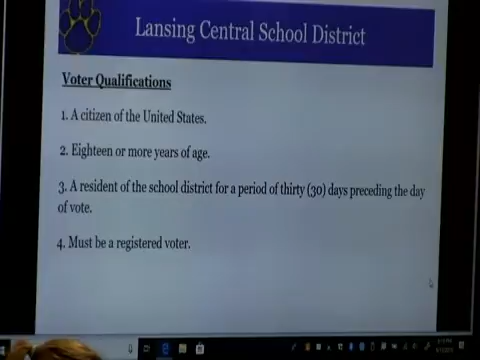 Lansing Central School District
Voter Qualifications
1. A citizen of the United States.
2. Eighteen or more years of age.
3. A resident of the school district for a period of thirty (30) days preceding the day
of vote.
4. Must be a registered voter.